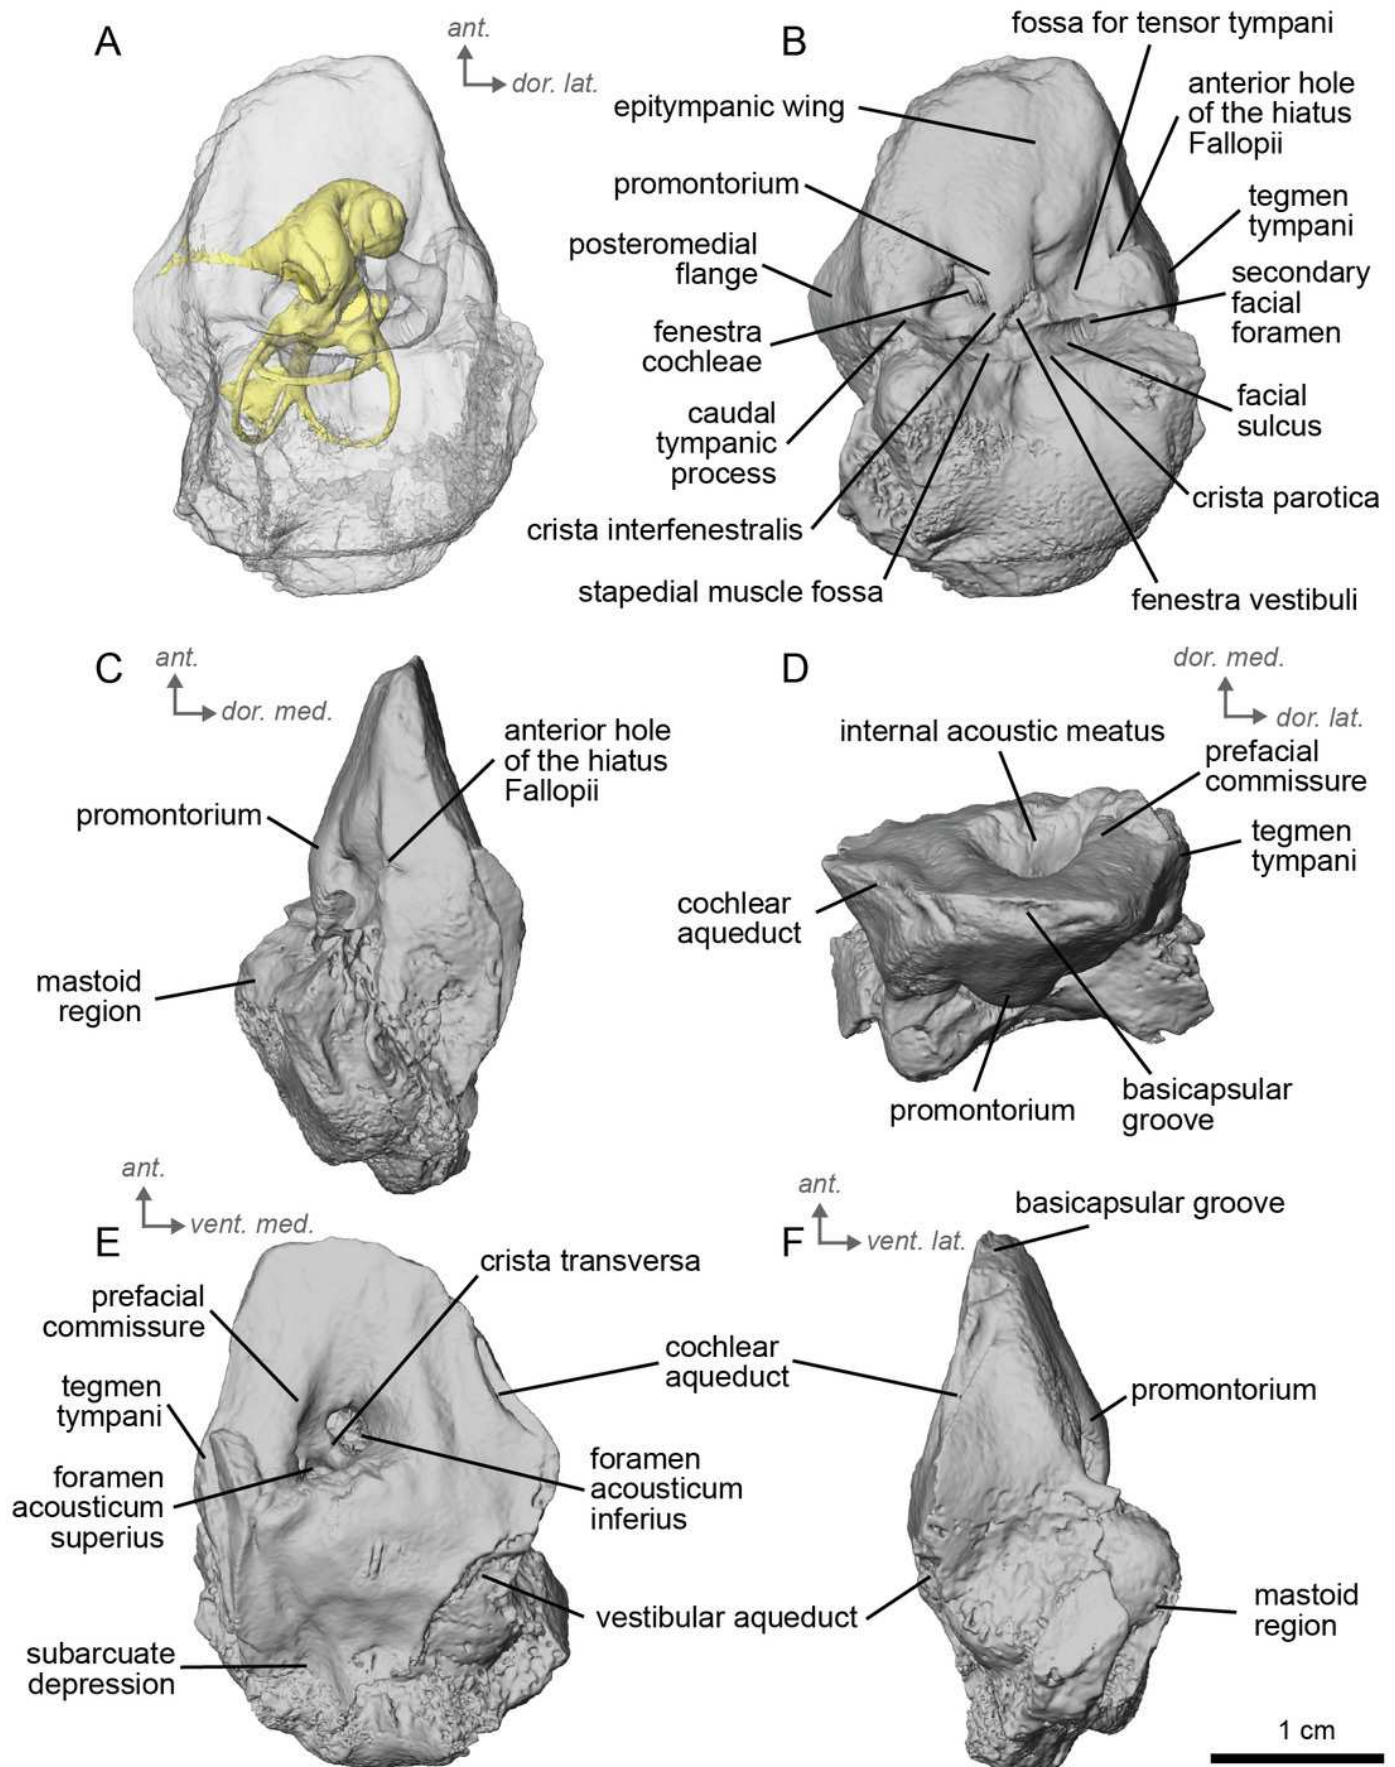 A
ant.
dor. lat.
B
fossa for tensor tympani
epitympanic wing
anterior hole
of the hiatus
Fallopii
promontorium
tegmen
tympani
posteromedial
flange
secondary
facial
foramen
fenestra
cochleae
facial
sulcus
caudal
tympanic
process
crista parotica
crista interfenestralis
stapedial muscle fossa
fenestra vestibuli
C
ant.
dor. med.
anterior hole
of the hiatus
Fallopii
promontorium
mastoid
region
D
dor. med.
dor. lat.
internal acoustic meatus
prefacial
commissure
tegmen
tympani
cochlear
aqueduct
basicapsular
groove
promontorium
ant.
vent. med.
E
crista transversa
prefacial
commissure
cochlear
aqueduct
tegmen
tympani
foramen
acousticum
superius
foramen
acousticum
inferius
vestibular aqueduct
subarcuate
depression
ant.
vent. lat.
F
basicapsular groove
promontorium
mastoid
region
1 cm